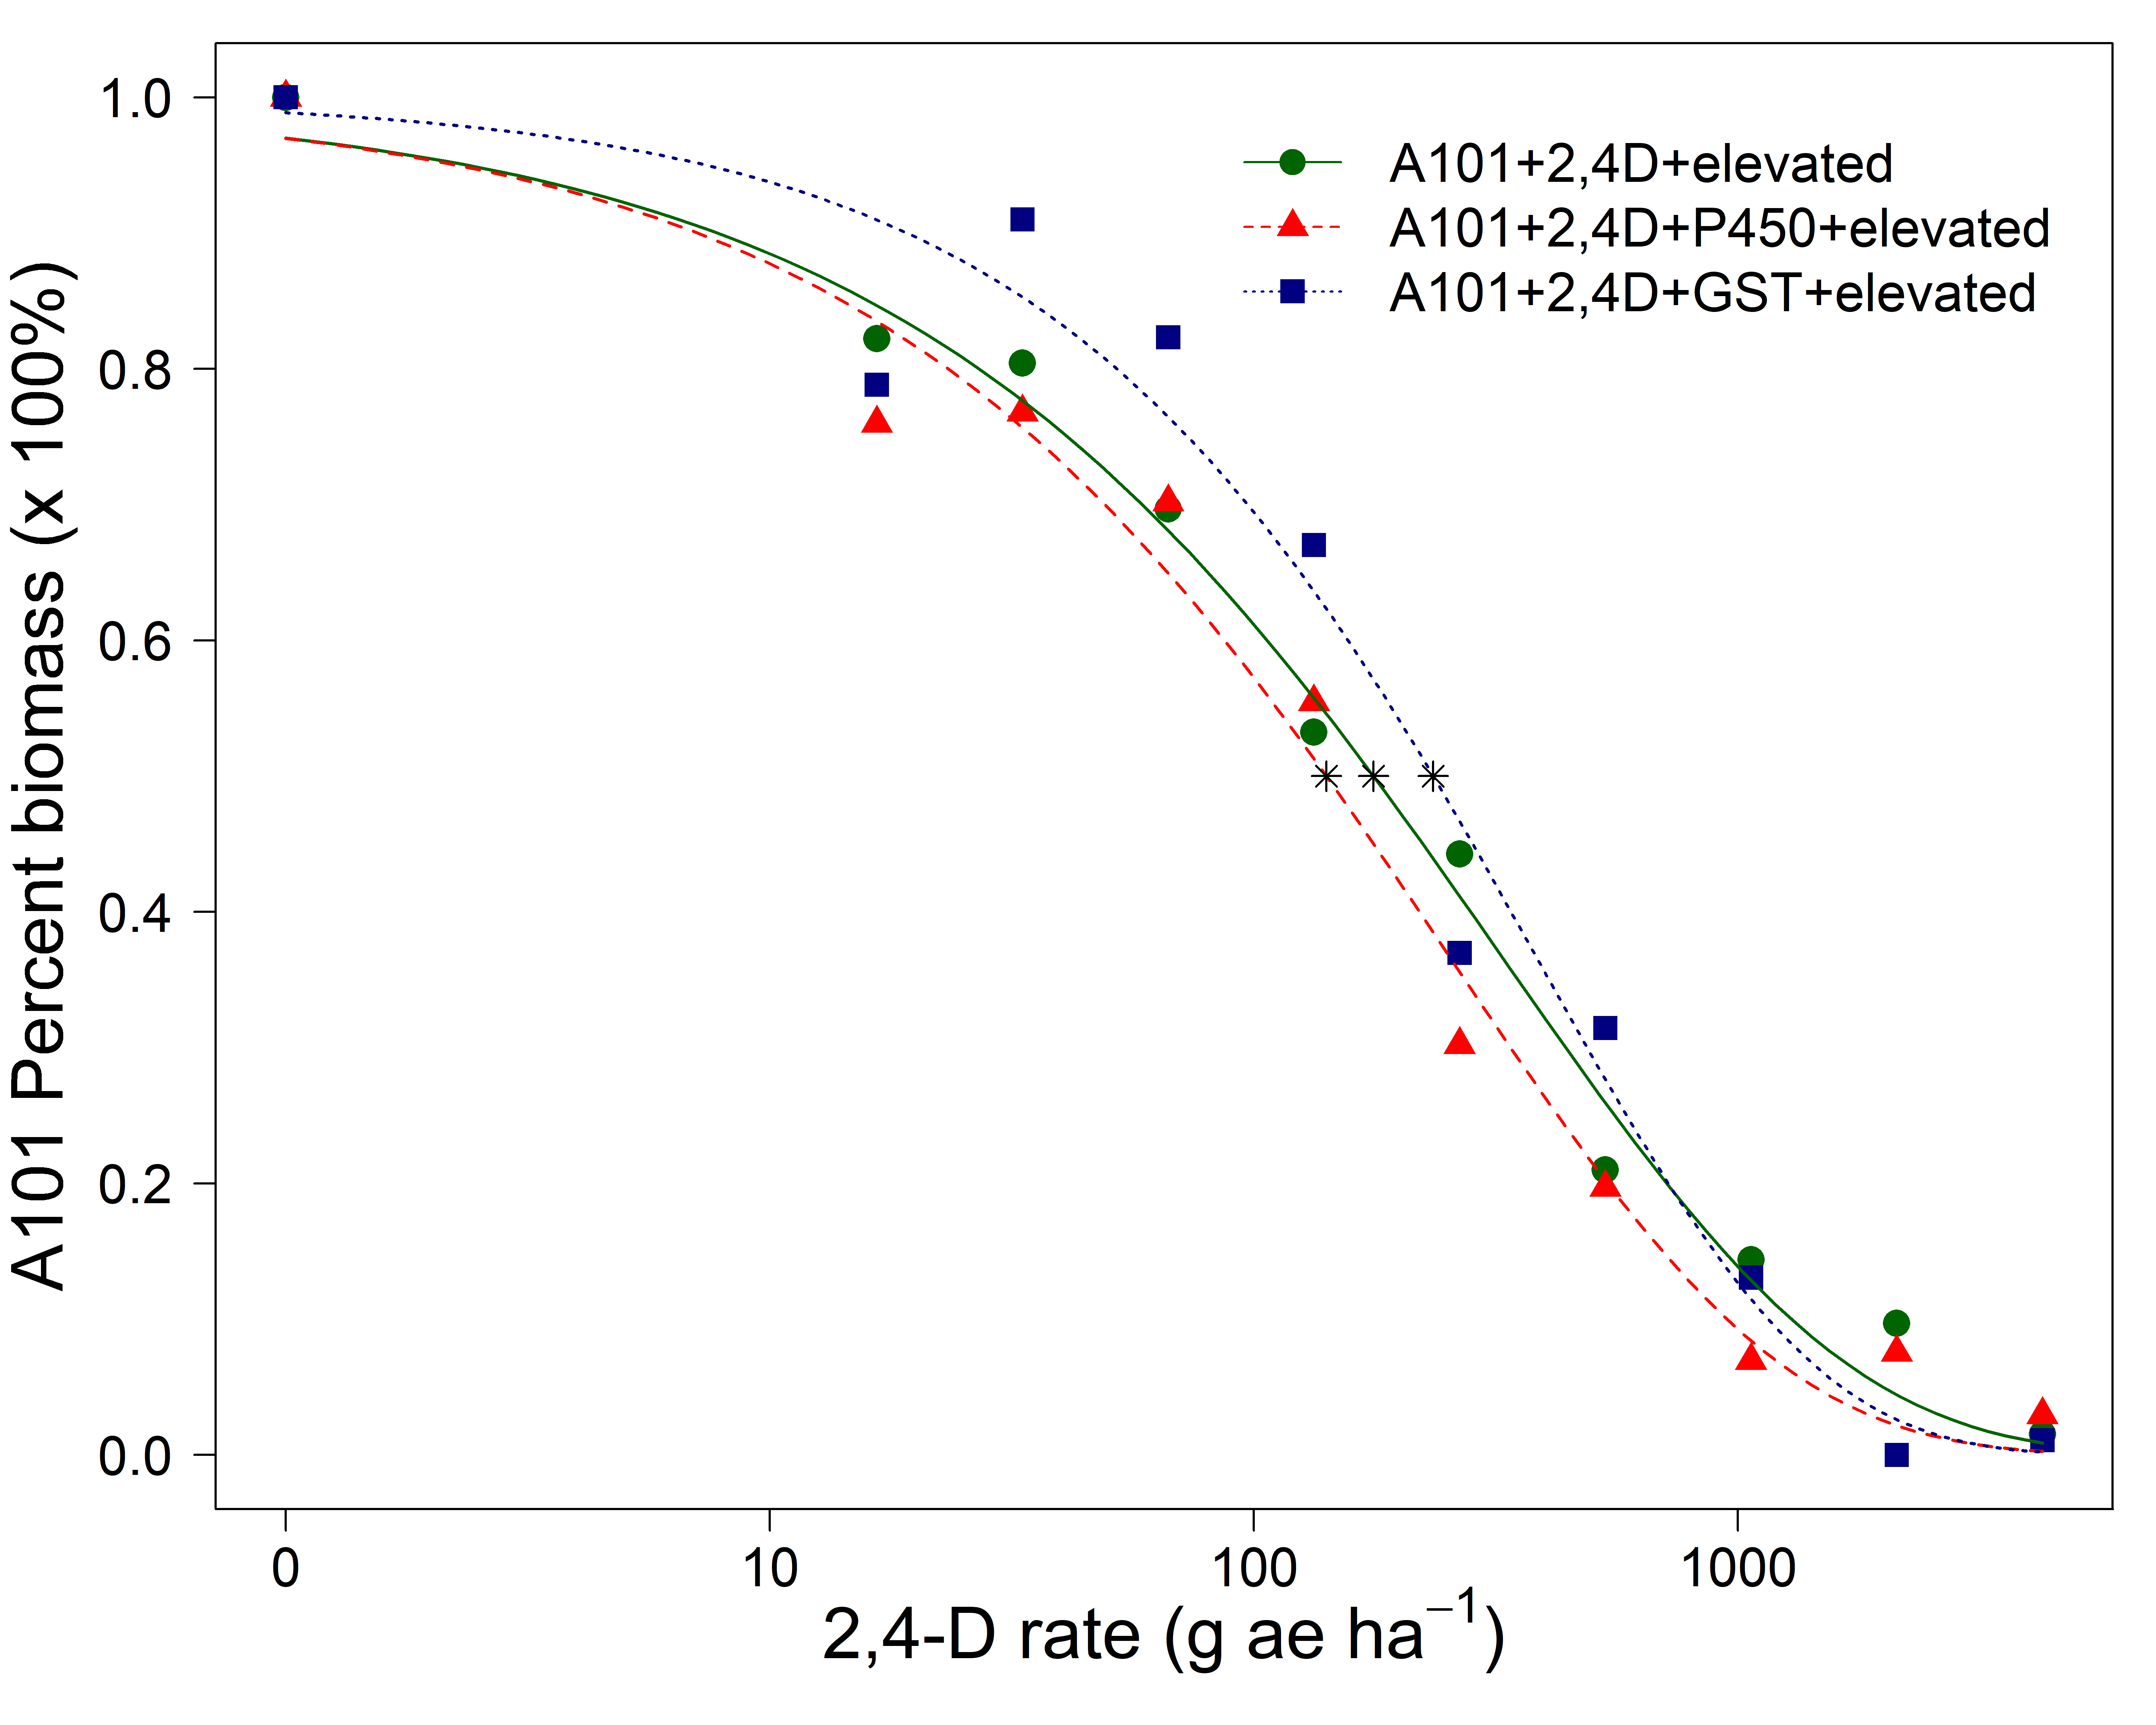 A101 Percent biomass (x 100%)
1.0
0.8
0.6
0.4
0.2
0.0
A101+2,4D+elevated
A101+2,4D+P450+elevated
A101+2,4D+GST+elevated
0 10 100 1000
2,4-D rate (g ae ha⁻¹)